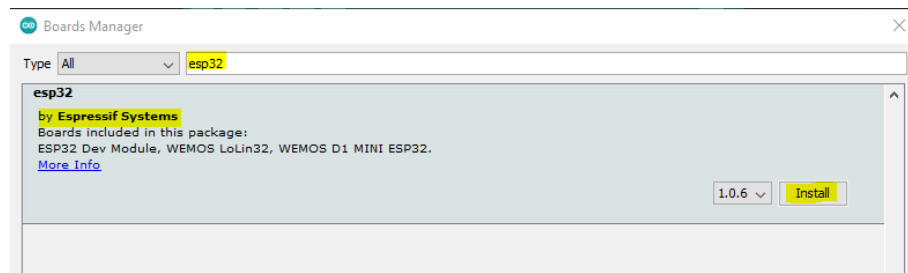 Boards Manager
Type All esp32
esp32
by Espressif Systems
Boards included in this package:
ESP32 Dev Module, WEMOS LoLin32, WEMOS D1 MINI ESP32.
More Info
1.0.6 Install